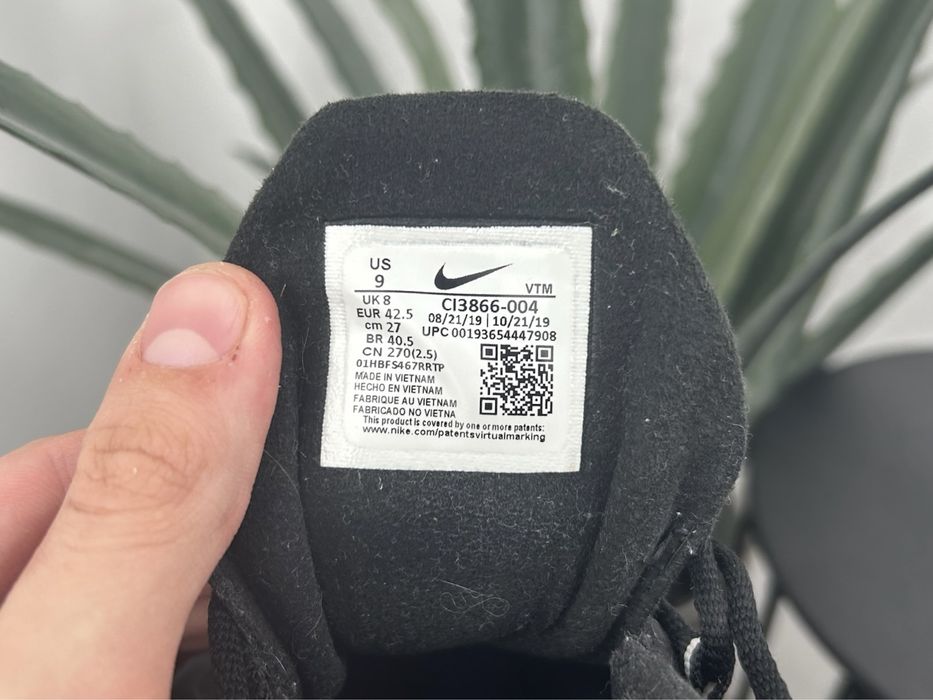 US
9
VTM
UK 8
CI3866-004
EUR 42.5
08/21/19 | 10/21/19
cm 27
UPC 00193654447908
BR 40.5
CN 270(2.5)
01HBFS467RRTP
MADE IN VIETNAM
HECHO EN VIETNAM
FABRIQUE AU VIETNAM
FABRICADO NO VIETNA
This product is covered by one or more patents:
www.nike.com/patentsvirtualmarking